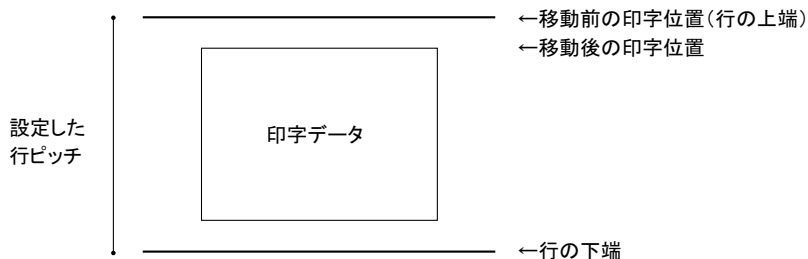 ←移動前の印字位置(行の上端)
←移動後の印字位置
設定した
行ピッチ
印字データ
←行の下端